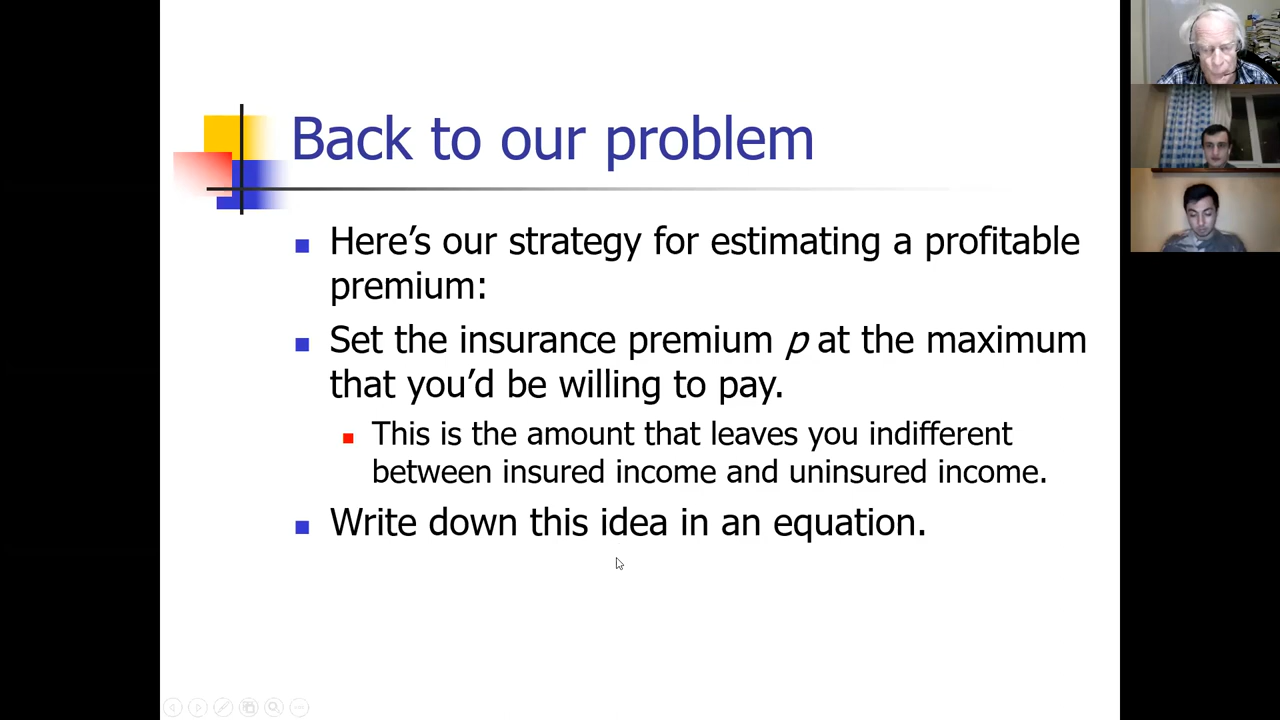 Back to our problem
Here’s our strategy for estimating a profitable
premium:
Set the insurance premium p at the maximum
that you’d be willing to pay.
This is the amount that leaves you indifferent
between insured income and uninsured income.
Write down this idea in an equation.